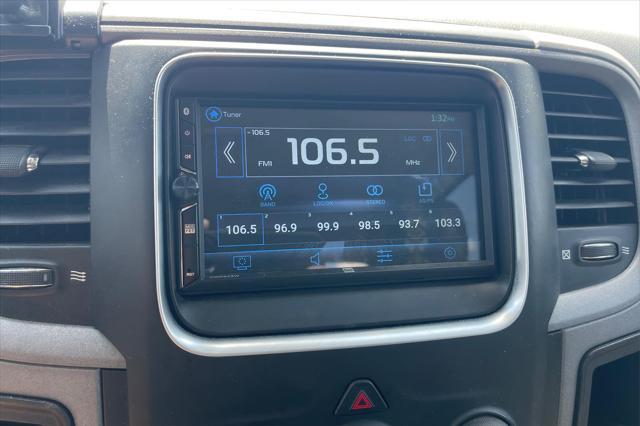 Tuner 1:32 PM
106.5
LOC
FM1 106.5 MHz
BAND LOC/DX STEREO AS/PS
1 2 3 4 5 6
106.5 96.9 99.9 98.5 93.7 103.3